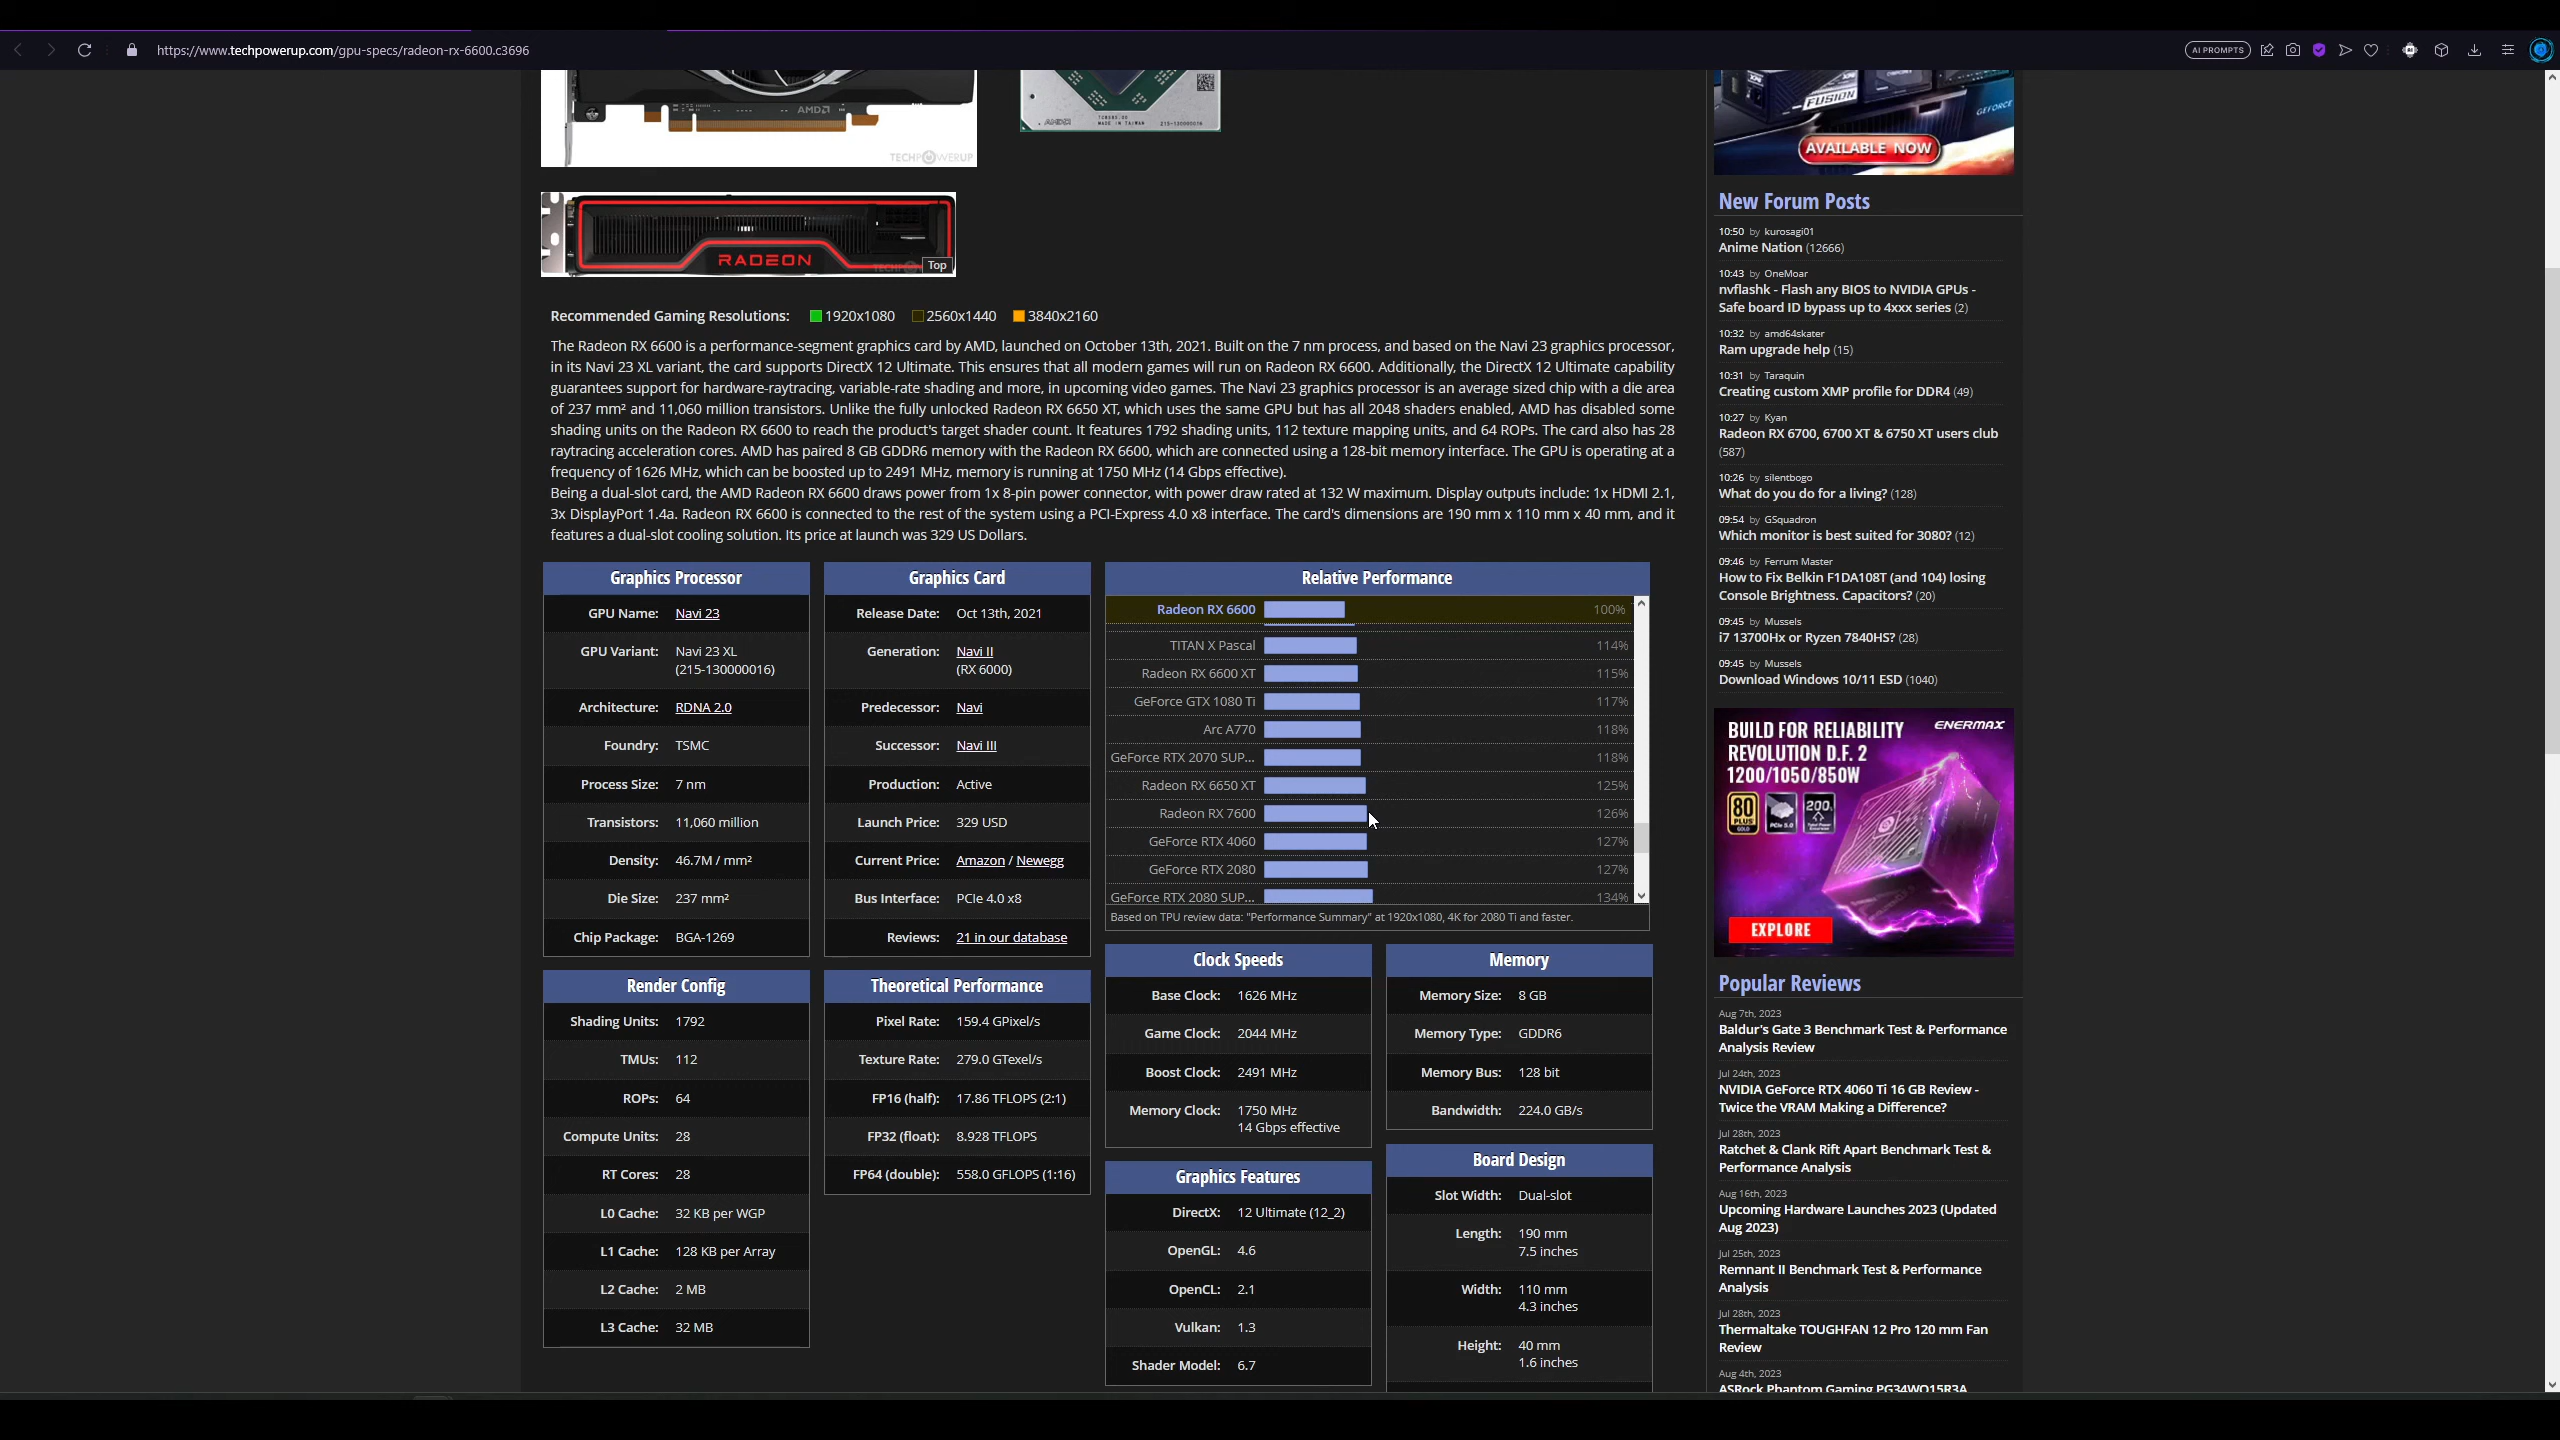 https://www.techpowerup.com/gpu-specs/radeon-rx-6600.c3696
AI PROMPTS
AMD
TECHPOWERUP
AMD
MADE IN TAIWAN
215-130000016
RADEON
Top
Recommended Gaming Resolutions: 1920x1080 2560x1440 3840x2160
The Radeon RX 6600 is a performance-segment graphics card by AMD, launched on October 13th, 2021. Built on the 7 nm process, and based on the Navi 23 graphics processor,
in its Navi 23 XL variant, the card supports DirectX 12 Ultimate. This ensures that all modern games will run on Radeon RX 6600. Additionally, the DirectX 12 Ultimate capability
guarantees support for hardware-raytracing, variable-rate shading and more, in upcoming video games. The Navi 23 graphics processor is an average sized chip with a die area
of 237 mm² and 11,060 million transistors. Unlike the fully unlocked Radeon RX 6650 XT, which uses the same GPU but has all 2048 shaders enabled, AMD has disabled some
shading units on the Radeon RX 6600 to reach the product's target shader count. It features 1792 shading units, 112 texture mapping units, and 64 ROPs. The card also has 28
raytracing acceleration cores. AMD has paired 8 GB GDDR6 memory with the Radeon RX 6600, which are connected using a 128-bit memory interface. The GPU is operating at a
frequency of 1626 MHz, which can be boosted up to 2491 MHz, memory is running at 1750 MHz (14 Gbps effective).
Being a dual-slot card, the AMD Radeon RX 6600 draws power from 1x 8-pin power connector, with power draw rated at 132 W maximum. Display outputs include: 1x HDMI 2.1,
3x DisplayPort 1.4a. Radeon RX 6600 is connected to the rest of the system using a PCI-Express 4.0 x8 interface. The card's dimensions are 190 mm x 110 mm x 40 mm, and it
features a dual-slot cooling solution. Its price at launch was 329 US Dollars.
Graphics Processor
GPU Name: Navi 23
GPU Variant: Navi 23 XL
(215-130000016)
Architecture: RDNA 2.0
Foundry: TSMC
Process Size: 7 nm
Transistors: 11,060 million
Density: 46.7M / mm²
Die Size: 237 mm²
Chip Package: BGA-1269
Graphics Card
Release Date: Oct 13th, 2021
Generation: Navi II
(RX 6000)
Predecessor: Navi
Successor: Navi III
Production: Active
Launch Price: 329 USD
Current Price: Amazon / Newegg
Bus Interface: PCIe 4.0 x8
Reviews: 21 in our database
Relative Performance
Radeon RX 6600 100%
TITAN X Pascal 114%
Radeon RX 6600 XT 115%
GeForce GTX 1080 Ti 117%
Arc A770 118%
GeForce RTX 2070 SUP... 118%
Radeon RX 6650 XT 125%
Radeon RX 7600 126%
GeForce RTX 4060 127%
GeForce RTX 2080 127%
GeForce RTX 2080 SUP... 134%
Based on TPU review data: "Performance Summary" at 1920x1080, 4K for 2080 Ti and faster.
Render Config
Shading Units: 1792
TMUs: 112
ROPs: 64
Compute Units: 28
RT Cores: 28
L0 Cache: 32 KB per WGP
L1 Cache: 128 KB per Array
L2 Cache: 2 MB
L3 Cache: 32 MB
Theoretical Performance
Pixel Rate: 159.4 GPixel/s
Texture Rate: 279.0 GTexel/s
FP16 (half): 17.86 TFLOPS (2:1)
FP32 (float): 8.928 TFLOPS
FP64 (double): 558.0 GFLOPS (1:16)
Clock Speeds
Base Clock: 1626 MHz
Game Clock: 2044 MHz
Boost Clock: 2491 MHz
Memory Clock: 1750 MHz
14 Gbps effective
Memory
Memory Size: 8 GB
Memory Type: GDDR6
Memory Bus: 128 bit
Bandwidth: 224.0 GB/s
Graphics Features
DirectX: 12 Ultimate (12_2)
OpenGL: 4.6
OpenCL: 2.1
Vulkan: 1.3
Shader Model: 6.7
Board Design
Slot Width: Dual-slot
Length: 190 mm
7.5 inches
Width: 110 mm
4.3 inches
Height: 40 mm
1.6 inches
FUSION
GEFORCE
AVAILABLE NOW
New Forum Posts
10:50 by kurosagi01
Anime Nation (12666)
10:43 by OneMoar
nvflashk - Flash any BIOS to NVIDIA GPUs -
Safe board ID bypass up to 4xxx series (2)
10:32 by amd64skater
Ram upgrade help (15)
10:31 by Taraquin
Creating custom XMP profile for DDR4 (49)
10:27 by Kyan
Radeon RX 6700, 6700 XT & 6750 XT users club
(587)
10:26 by silentbogo
What do you do for a living? (128)
09:54 by GSquadron
Which monitor is best suited for 3080? (12)
09:46 by Ferrum Master
How to Fix Belkin F1DA108T (and 104) losing
Console Brightness. Capacitors? (20)
09:45 by Mussels
i7 13700Hx or Ryzen 7840HS? (28)
09:45 by Mussels
Download Windows 10/11 ESD (1040)
BUILD FOR RELIABILITY ENERMAX
REVOLUTION D.F. 2
1200/1050/850W
80 PLUS GOLD PCIe 5.0 200%
EXPLORE
Popular Reviews
Aug 7th, 2023
Baldur's Gate 3 Benchmark Test & Performance
Analysis Review
Jul 24th, 2023
NVIDIA GeForce RTX 4060 Ti 16 GB Review -
Twice the VRAM Making a Difference?
Jul 28th, 2023
Ratchet & Clank Rift Apart Benchmark Test &
Performance Analysis
Aug 16th, 2023
Upcoming Hardware Launches 2023 (Updated
Aug 2023)
Jul 25th, 2023
Remnant II Benchmark Test & Performance
Analysis
Jul 28th, 2023
Thermaltake TOUGHFAN 12 Pro 120 mm Fan
Review
Aug 4th, 2023
ASRock Phantom Gaming PG34WQ15R3A